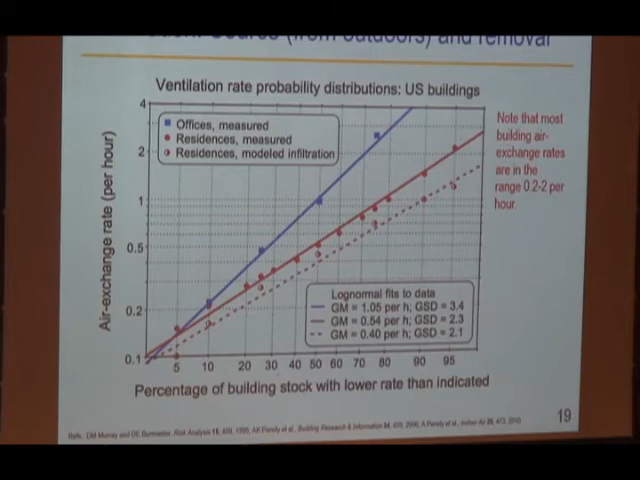 (from outdoors) and removal
Ventilation rate probability distributions: US buildings
4
2
1
0.5
0.2
0.1
Air-exchange rate (per hour)
Offices, measured
Residences, measured
Residences, modeled infiltration
Note that most
building air-
exchange rates
are in the
range 0.2-2 per
hour.
Lognormal fits to data
GM = 1.05 per h; GSD = 3.4
GM = 0.54 per h; GSD = 2.3
GM = 0.40 per h; GSD = 2.1
5 10 20 30 40 50 60 70 80 90 95
Percentage of building stock with lower rate than indicated
19